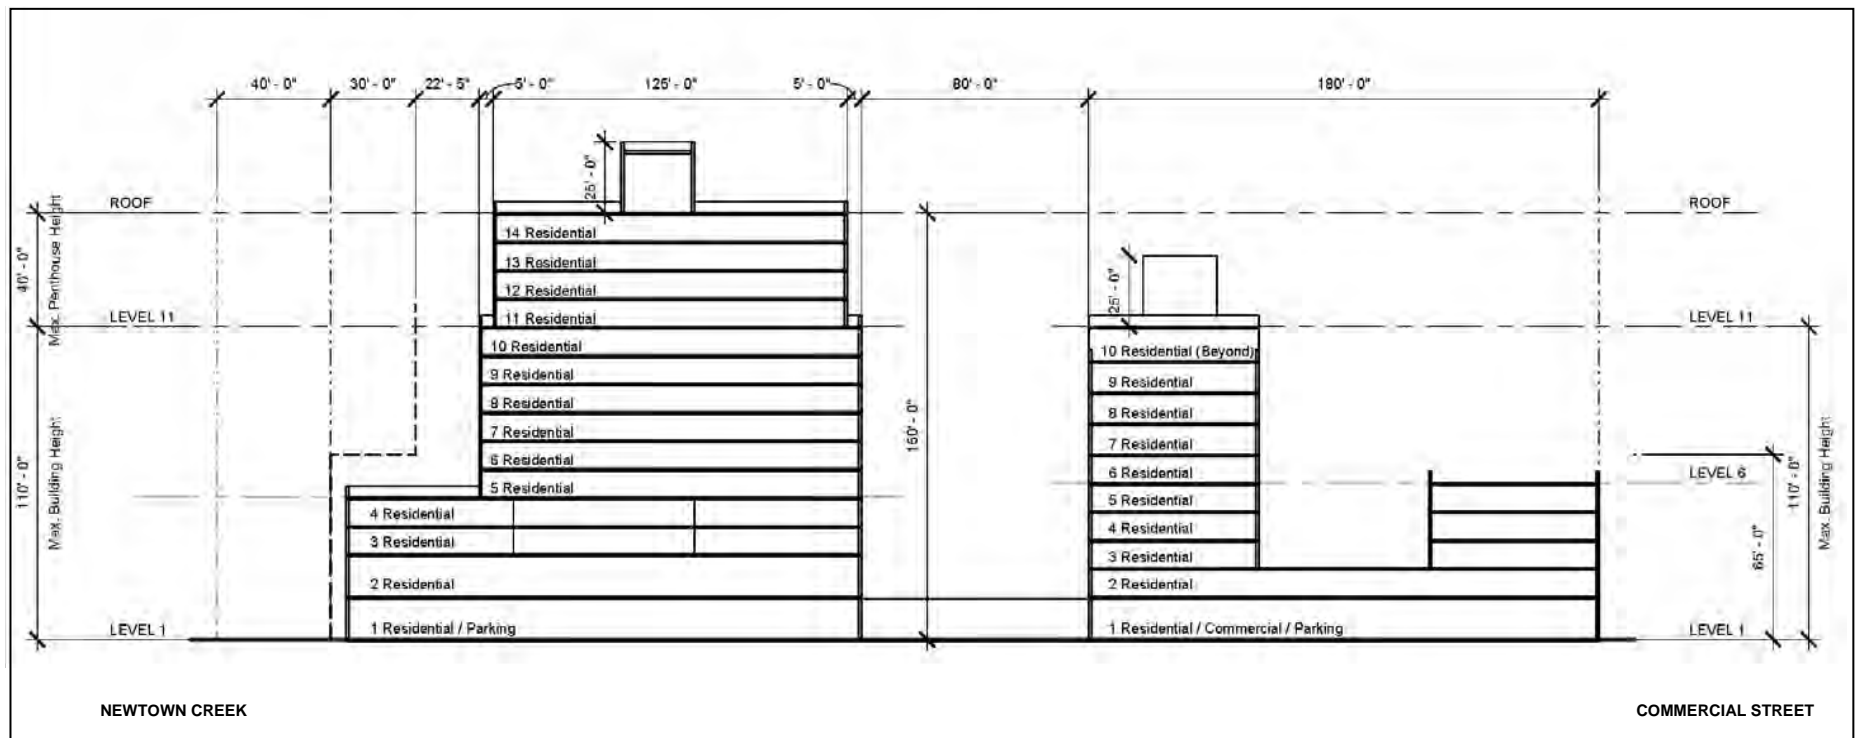 40' - 0"
30' - 0"
22' - 5"
5' - 0"
125' - 0"
5' - 0"
80' - 0"
180' - 0"
25' - 0"
ROOF
ROOF
40' - 0"
Max. Penthouse Height
14 Residential
13 Residential
12 Residential
11 Residential
25' - 0"
LEVEL 11
LEVEL 11
10 Residential
9 Residential
8 Residential
7 Residential
6 Residential
5 Residential
4 Residential
3 Residential
2 Residential
1 Residential / Parking
110' - 0"
Max. Building Height
150' - 0"
10 Residential (Beyond)
9 Residential
8 Residential
7 Residential
6 Residential
5 Residential
4 Residential
3 Residential
2 Residential
1 Residential / Commercial / Parking
LEVEL 6
65' - 0"
110' - 0"
Max. Building Height
LEVEL 1
LEVEL 1
NEWTOWN CREEK
COMMERCIAL STREET